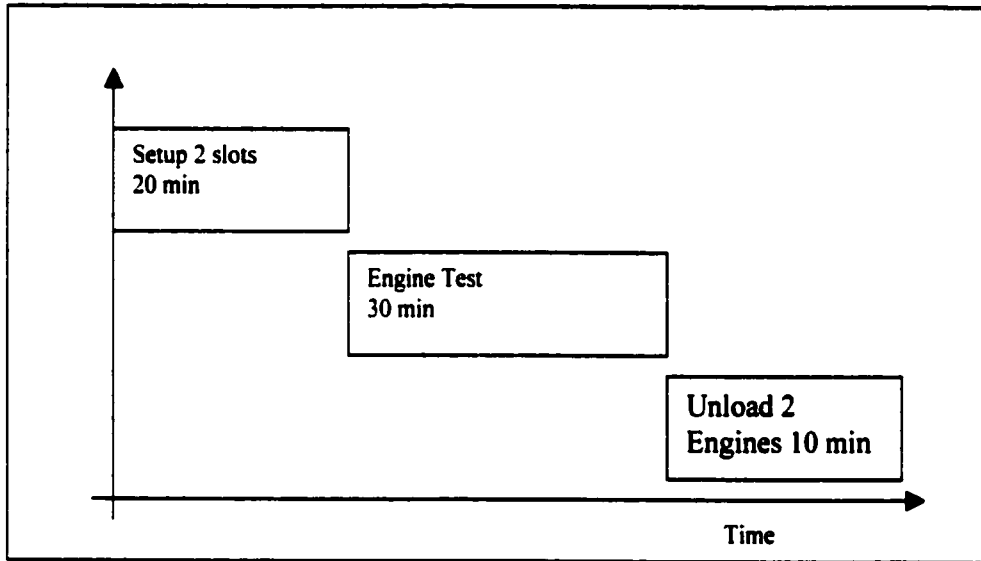 Setup 2 slots
20 min
Engine Test
30 min
Unload 2
Engines 10 min
Time